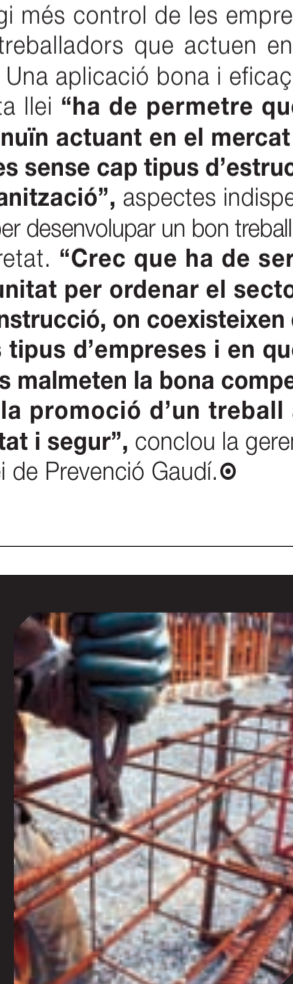 gi més control de les empre
treballadors que actuen en
Una aplicació bona i eficaç
ta llei “ha de permetre que
nuïn actuant en el mercat
es sense cap tipus d’estruc
anització”, aspectes indispe
per desenvolupar un bon treball
retat. “Crec que ha de ser
unitat per ordenar el secto
nstrucció, on coexisteixen
s tipus d’empreses i en que
s malmeten la bona compe
la promoció d’un treball
tat i segur”, conclou la geren
i de Prevenció Gaudí.